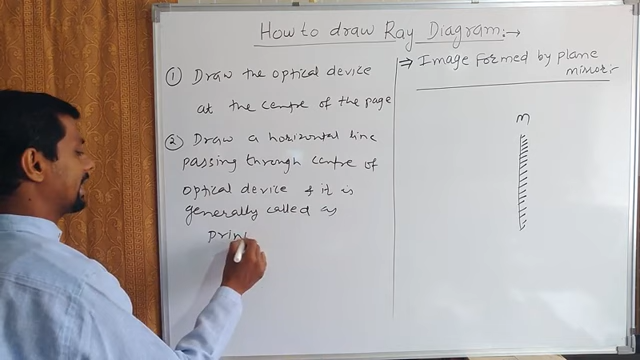 How to draw Ray Diagram:→
① Draw the optical device
at the centre of the page
② Draw a horizontal line
passing through centre of
optical device & it is
generally called as
prin
⇒ Image formed by plane
mirror:
m